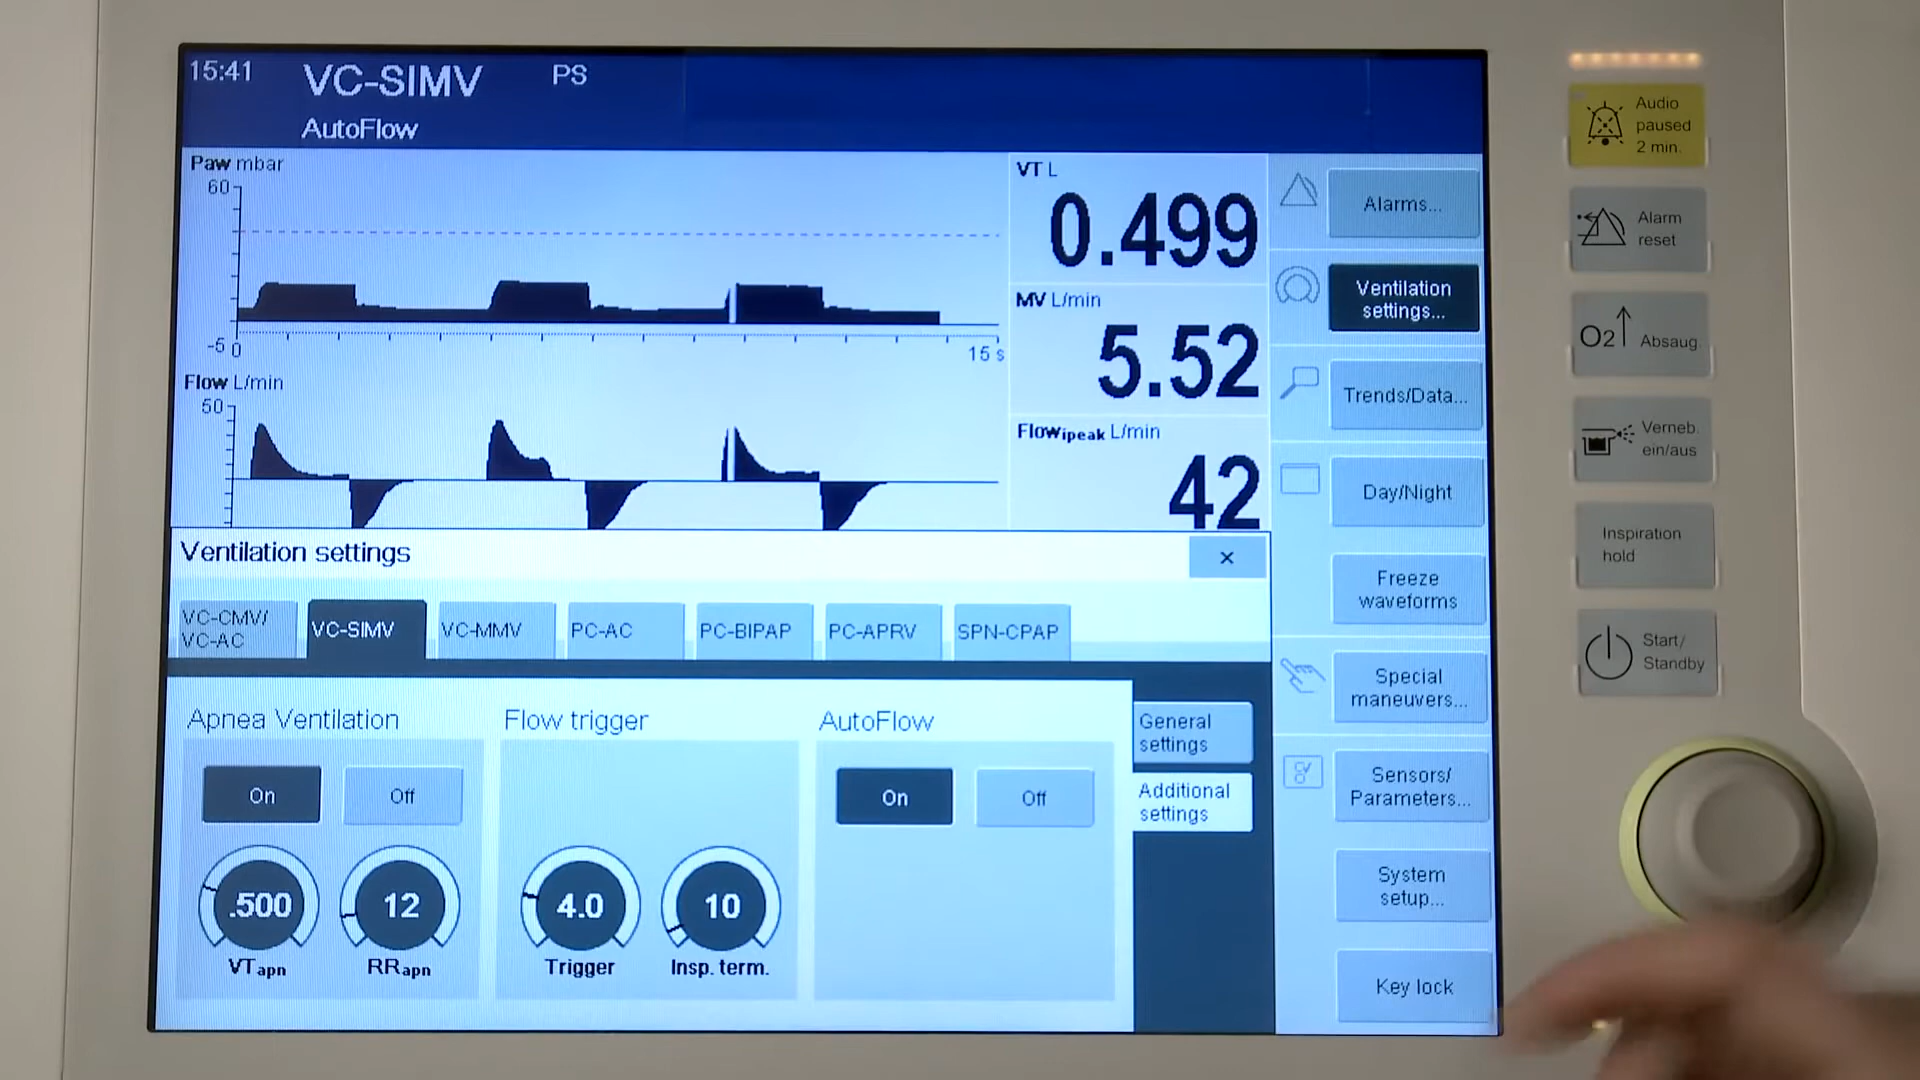 15:41
VC-SIMV
PS
AutoFlow
Paw mbar
60
-5
0
15 s
Flow L/min
50
VT L
0.499
MV L/min
5.52
Flowipeak L/min
42
Ventilation settings
×
VC-CMV/
VC-AC
VC-SIMV
VC-MMV
PC-AC
PC-BIPAP
PC-APRV
SPN-CPAP
Apnea Ventilation
On
Off
.500
12
VTapn
RRapn
Flow trigger
4.0
10
Trigger
Insp. term.
AutoFlow
On
Off
General
settings
Additional
settings
Alarms...
Ventilation
settings...
Trends/Data...
Day/Night
Freeze
waveforms
Special
maneuvers...
Sensors/
Parameters...
System
setup...
Key lock
Audio
paused
2 min.
Alarm
reset
O2
Absaug.
Verneb.
ein/aus
Inspiration
hold
Start/
Standby